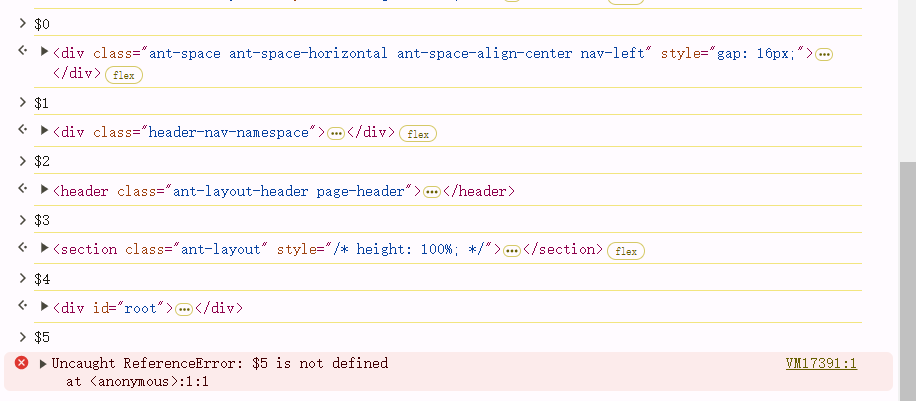 $0
<div class="ant-space ant-space-horizontal ant-space-align-center nav-left" style="gap: 16px;">…
</div> flex
$1
<div class="header-nav-namespace">…</div> flex
$2
<header class="ant-layout-header page-header">…</header>
$3
<section class="ant-layout" style="/* height: 100%; */">…</section> flex
$4
<div id="root">…</div>
$5
Uncaught ReferenceError: $5 is not defined VM17391:1
at <anonymous>:1:1